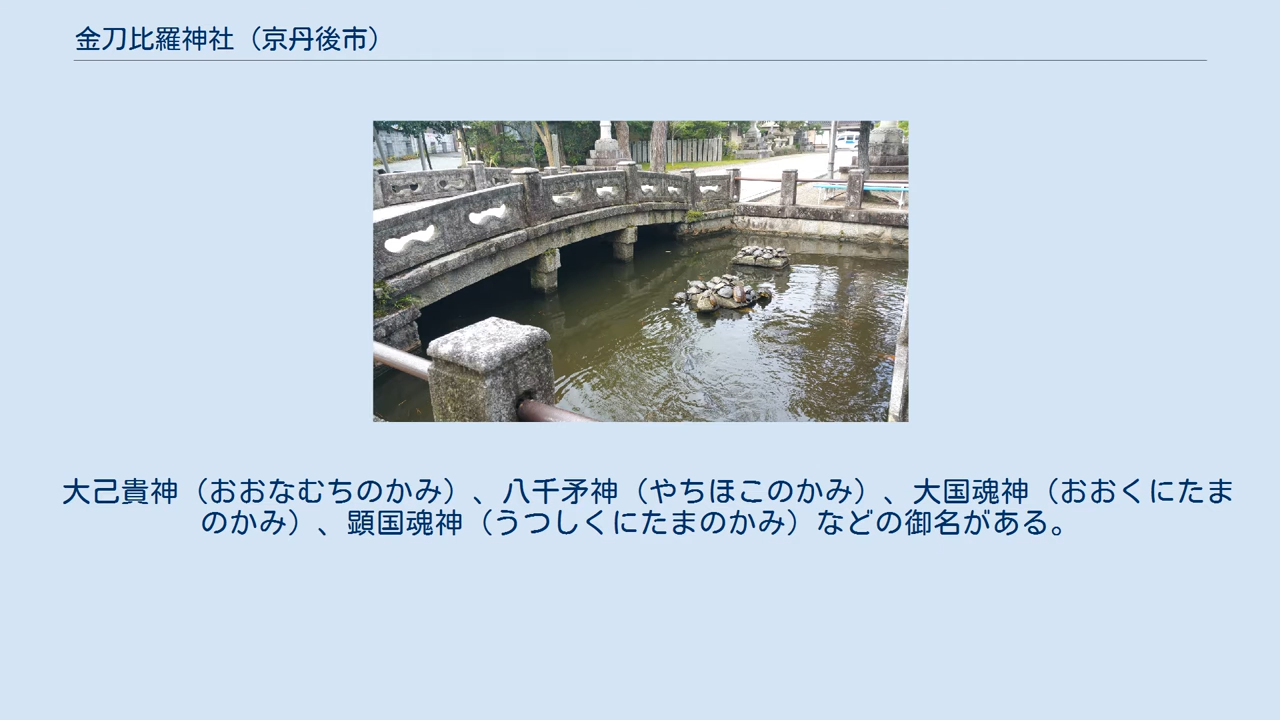 金刀比羅神社（京丹後市）
大己貴神（おおなむちのかみ）、八千矛神（やちほこのかみ）、大国魂神（おおくにたま
のかみ）、顕国魂神（うつしくにたまのかみ）などの御名がある。